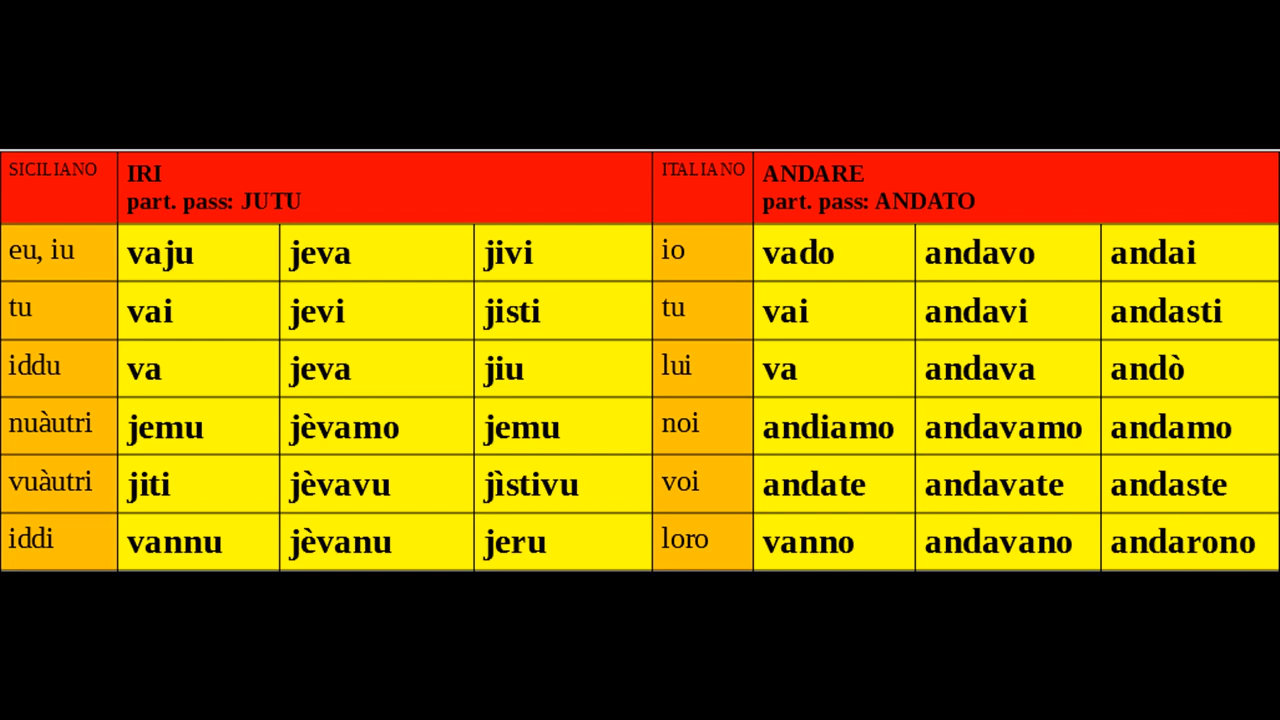 SICILIANO IRI ITALIANO ANDARE
part. pass: JUTU part. pass: ANDATO
eu, iu vaju jeva jivi io vado andavo andai
tu vai jevi jisti tu vai andavi andasti
iddu va jeva jiu lui va andava andò
nuàutri jemu jèvamo jemu noi andiamo andavamo andamo
vuàutri jiti jèvavu jìstivu voi andate andavate andaste
iddi vannu jèvanu jeru loro vanno andavano andarono